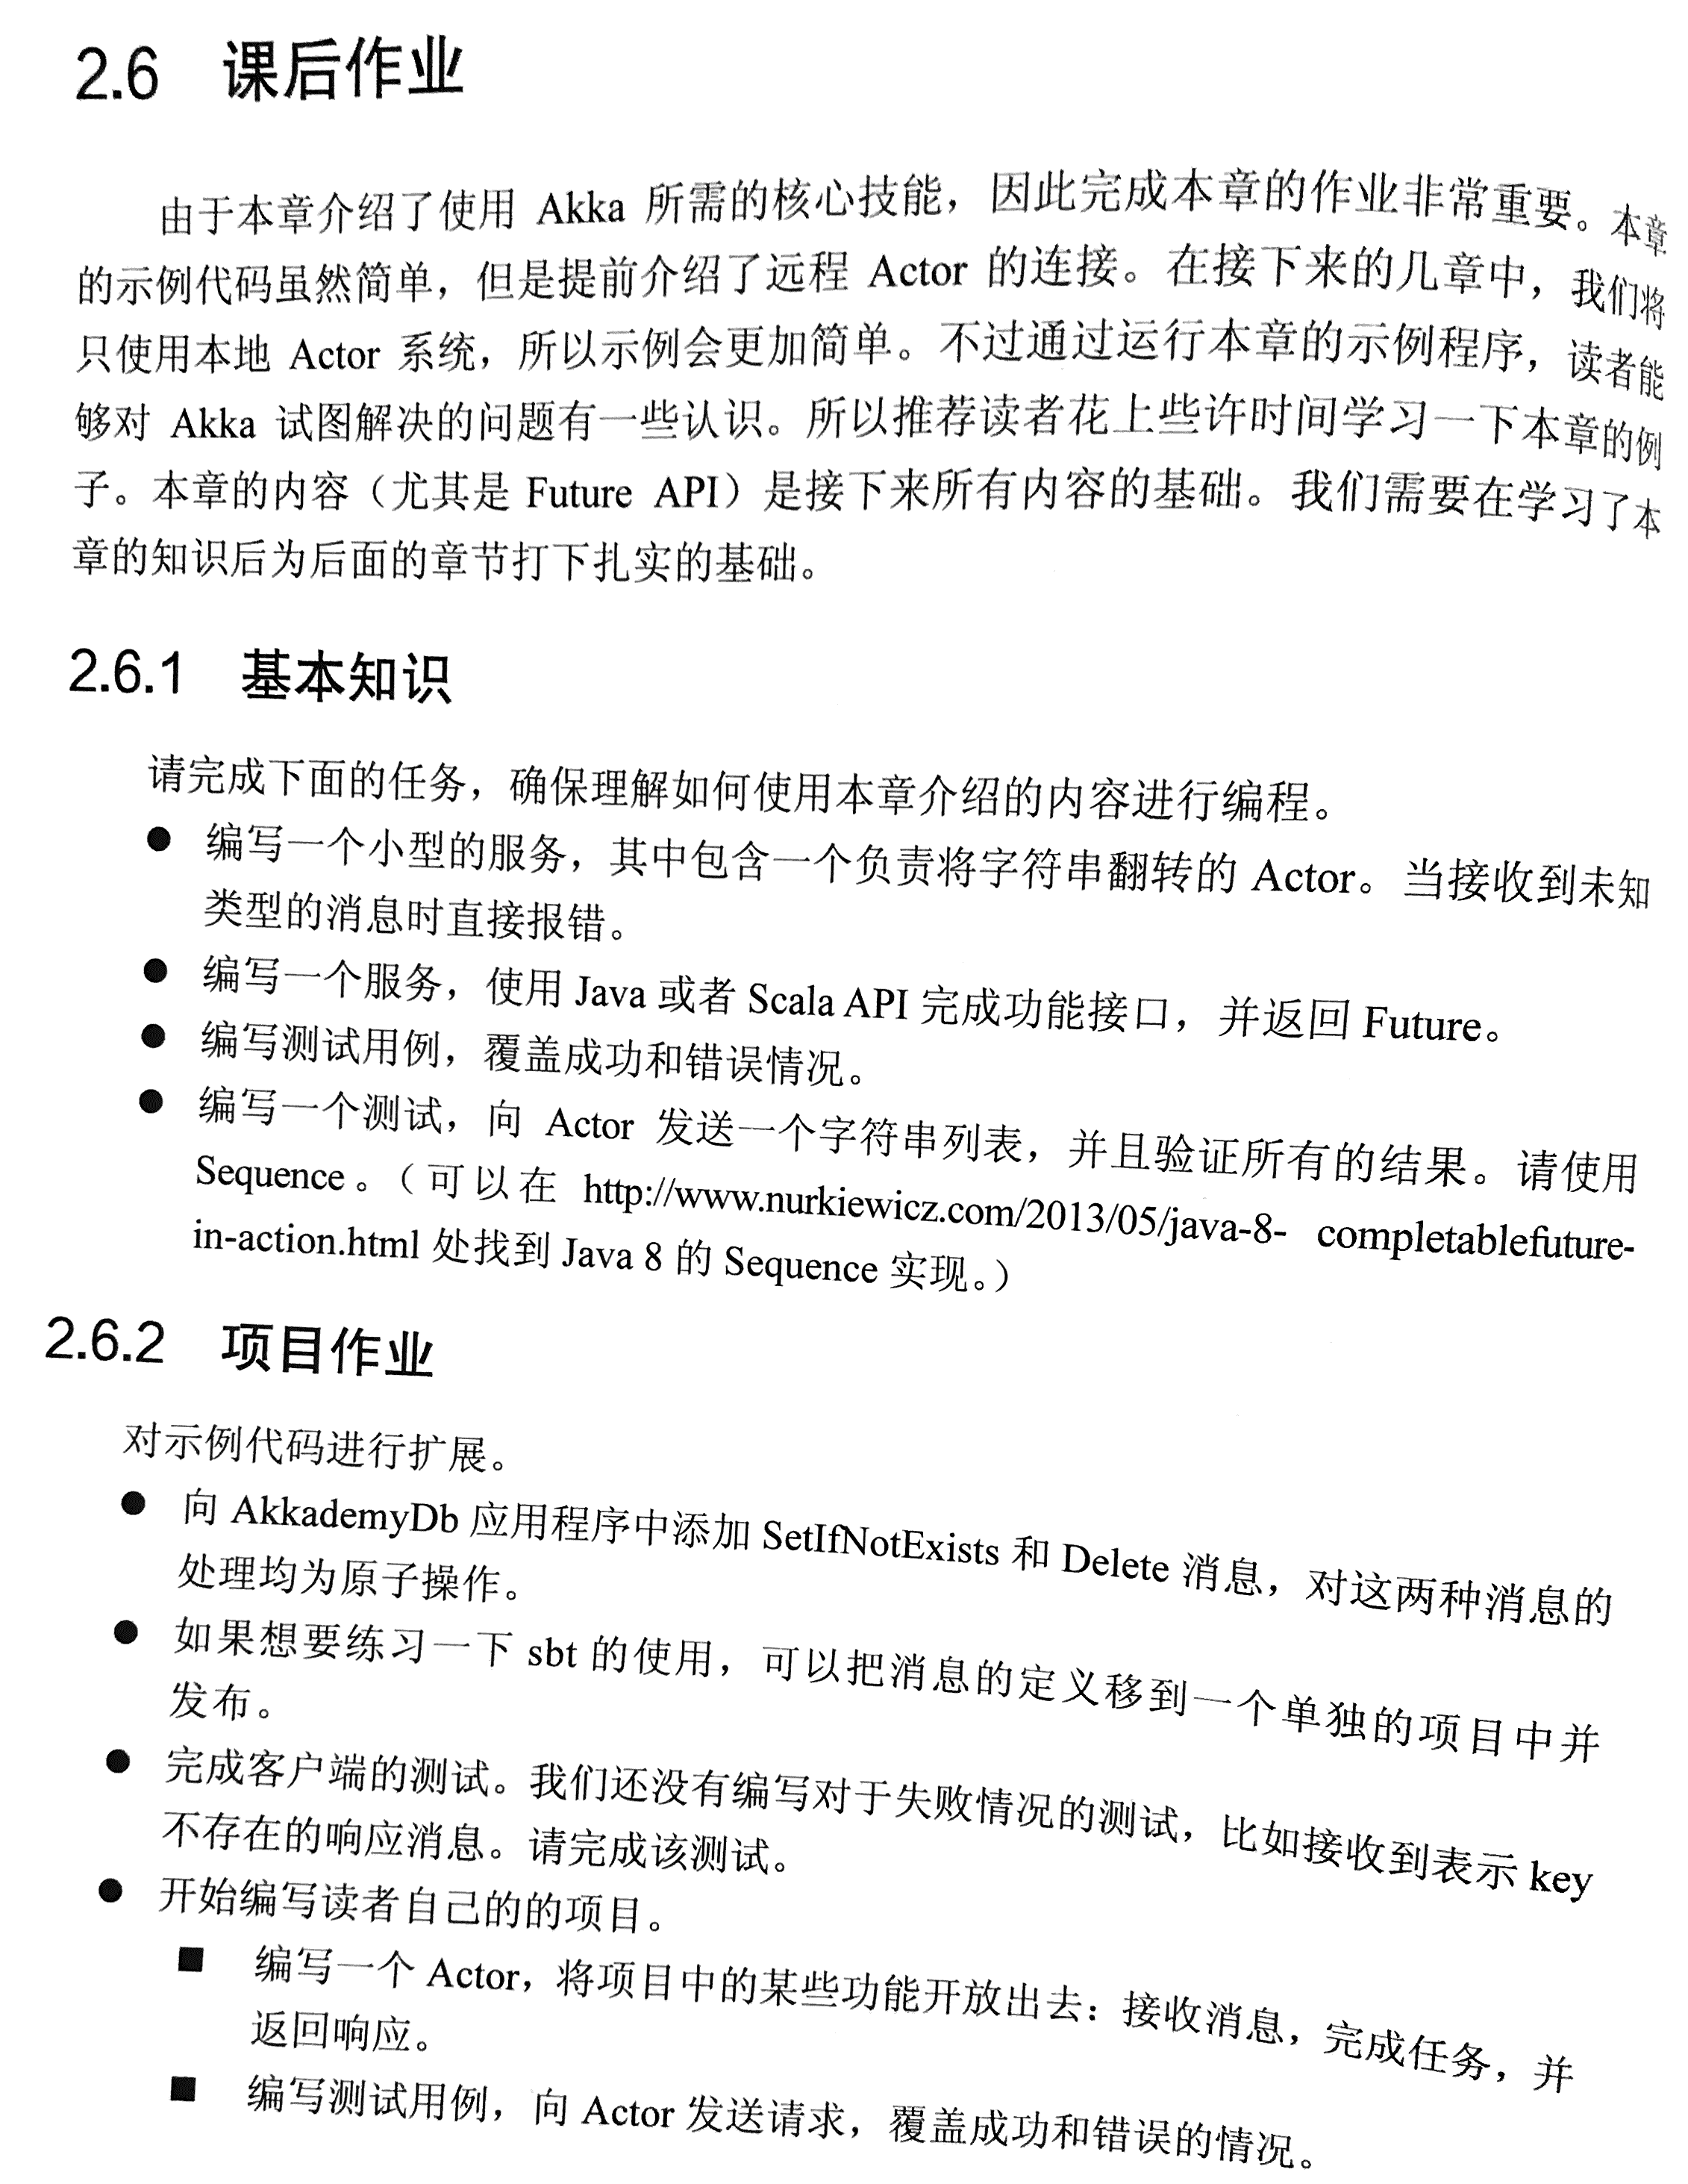 2.6 课后作业
由于本章介绍了使用 Akka 所需的核心技能，因此完成本章的作业非常重要。本章
的示例代码虽然简单，但是提前介绍了远程 Actor 的连接。在接下来的几章中，我们将
只使用本地 Actor 系统，所以示例会更加简单。不过通过运行本章的示例程序，读者能
够对 Akka 试图解决的问题有一些认识。所以推荐读者花上些许时间学习一下本章的例
子。本章的内容（尤其是 Future API）是接下来所有内容的基础。我们需要在学习了本
章的知识后为后面的章节打下扎实的基础。
2.6.1 基本知识
请完成下面的任务，确保理解如何使用本章介绍的内容进行编程。
● 编写一个小型的服务，其中包含一个负责将字符串翻转的 Actor。当接收到未知
类型的消息时直接报错。
● 编写一个服务，使用 Java 或者 Scala API 完成功能接口，并返回 Future。
● 编写测试用例，覆盖成功和错误情况。
● 编写一个测试，向 Actor 发送一个字符串列表，并且验证所有的结果。请使用
Sequence。（可以在 http://www.nurkiewicz.com/2013/05/java-8- completablefuture-
in-action.html 处找到 Java 8 的 Sequence 实现。）
2.6.2 项目作业
对示例代码进行扩展。
● 向 AkkademyDb 应用程序中添加 SetIfNotExists 和 Delete 消息，对这两种消息的
处理均为原子操作。
● 如果想要练习一下 sbt 的使用，可以把消息的定义移到一个单独的项目中并
发布。
● 完成客户端的测试。我们还没有编写对于失败情况的测试，比如接收到表示 key
不存在的响应消息。请完成该测试。
● 开始编写读者自己的的项目。
■ 编写一个 Actor，将项目中的某些功能开放出去：接收消息，完成任务，并
返回响应。
■ 编写测试用例，向 Actor 发送请求，覆盖成功和错误的情况。